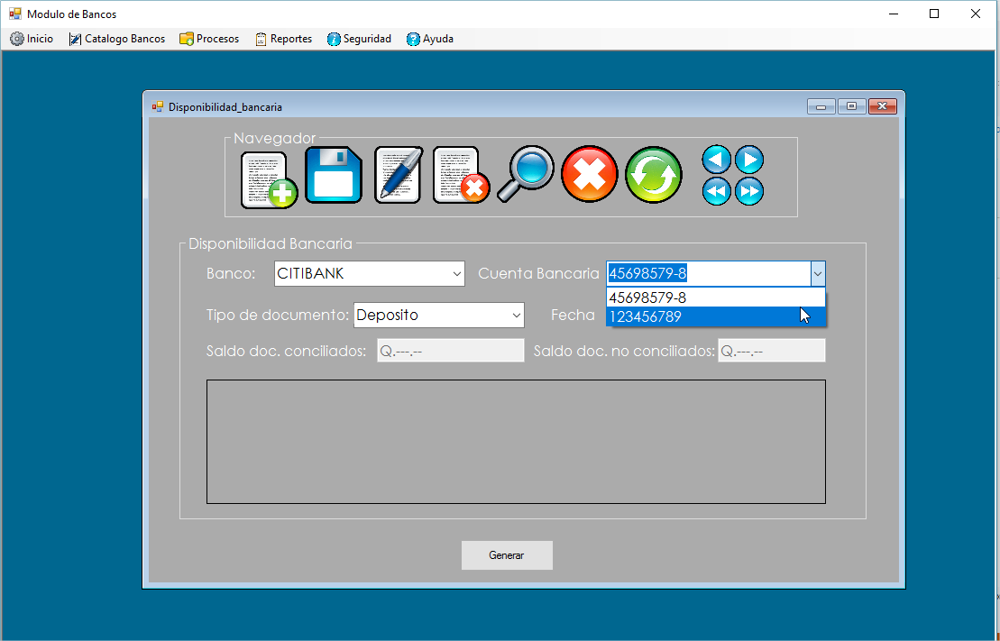 Modulo de Bancos
Inicio Catalogo Bancos Procesos Reportes Seguridad Ayuda
Disponibilidad_bancaria
Navegador
Disponibilidad Bancaria
Banco: CITIBANK Cuenta Bancaria 45698579-8
45698579-8
Tipo de documento: Deposito Fecha 123456789
Saldo doc. conciliados: Q.---.-- Saldo doc. no conciliados: Q.---.--
Generar